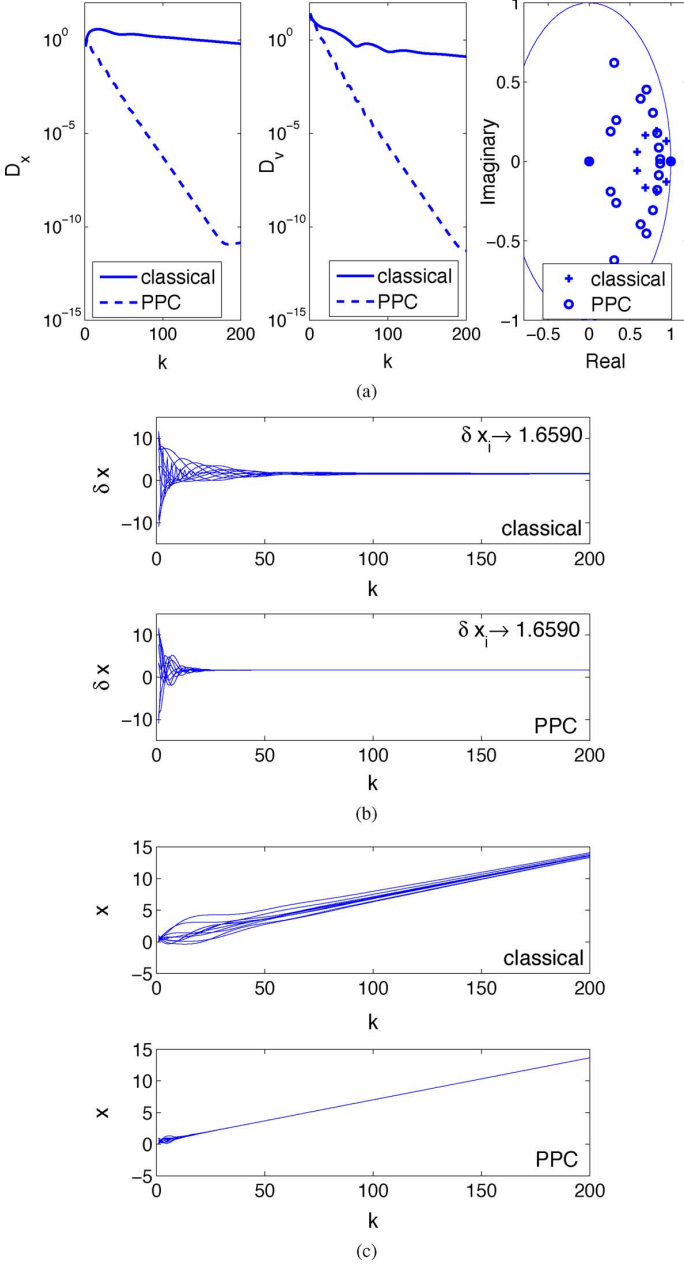 10^0
10^-5
10^-10
10^-15
D_x
0
100
200
k
classical
PPC
10^0
10^-5
10^-10
10^-15
D_v
0
100
200
k
classical
PPC
1
0.5
0
-0.5
-1
Imaginary
-0.5
0
0.5
1
Real
classical
PPC
(a)
10
0
-10
δ x
δ x_i→ 1.6590
classical
0
50
100
150
200
k
10
0
-10
δ x
δ x_i→ 1.6590
PPC
0
50
100
150
200
k
(b)
15
10
5
0
-5
x
classical
0
50
100
150
200
k
15
10
5
0
-5
x
PPC
0
50
100
150
200
k
(c)